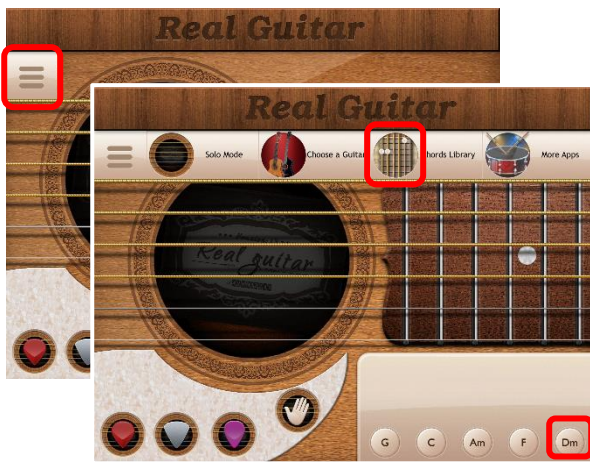 Real Guitar
Real Guitar
Solo Mode
Choose a Guitar
hords Library
More Apps
Real guitar
G
C
Am
F
Dm